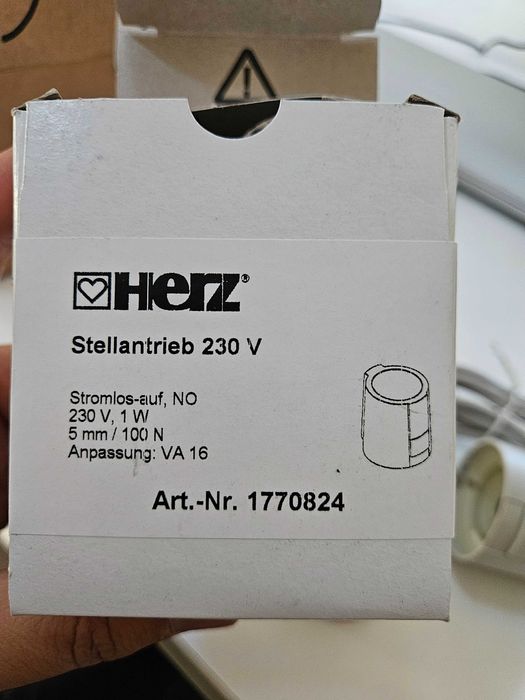 Herz®
Stellantrieb 230 V
Stromlos-auf, NO
230 V, 1 W
5 mm / 100 N
Anpassung: VA 16
Art.-Nr. 1770824